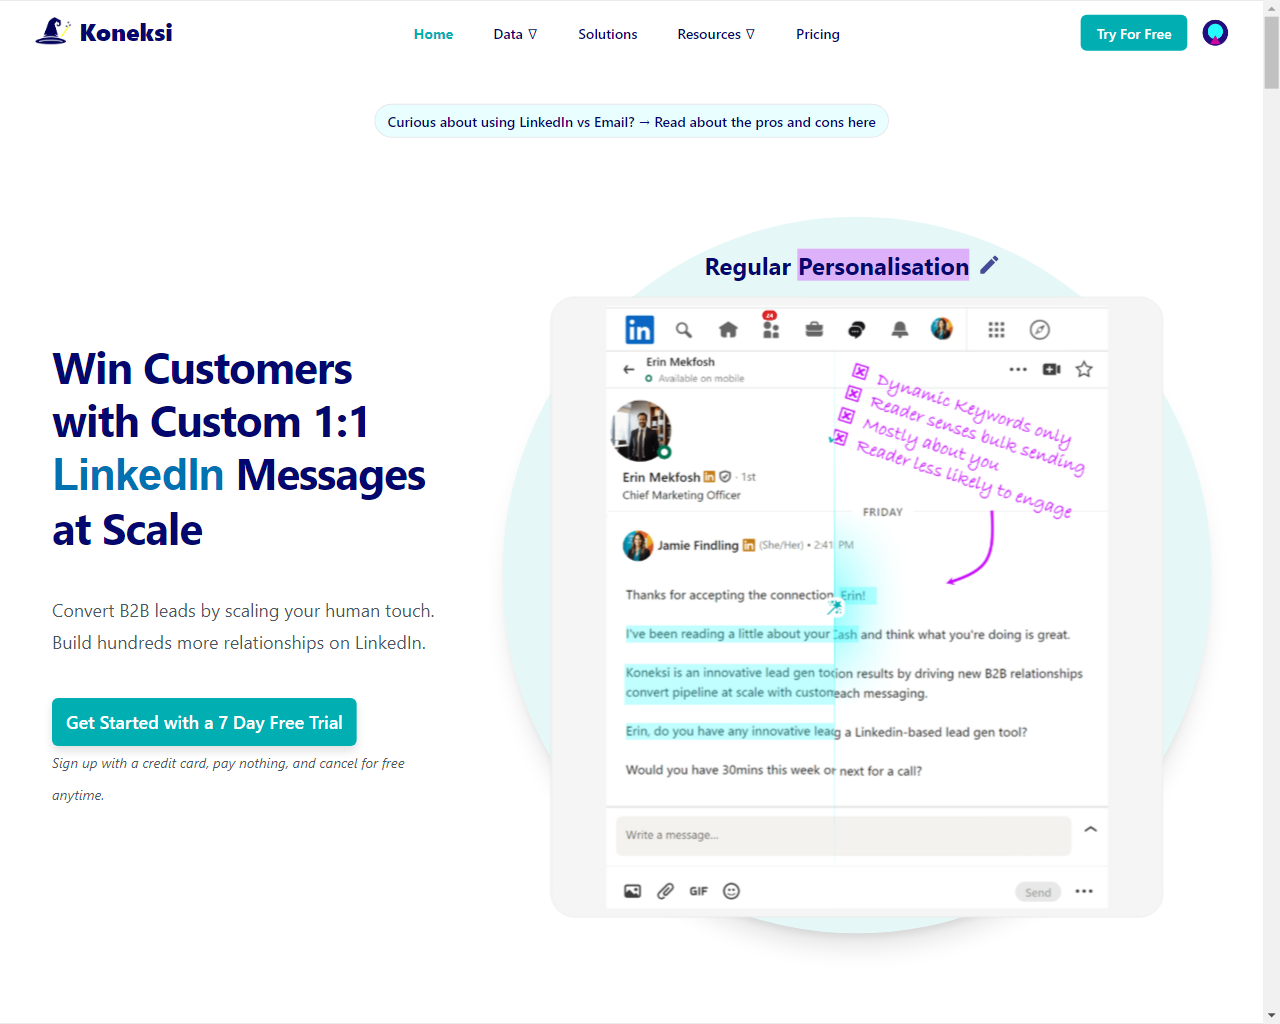 Koneksi
Home
Data ∇
Solutions
Resources ∇
Pricing
Try For Free
Curious about using LinkedIn vs Email? → Read about the pros and cons here
Win Customers
with Custom 1:1
LinkedIn Messages
at Scale
Convert B2B leads by scaling your human touch.
Build hundreds more relationships on LinkedIn.
Get Started with a 7 Day Free Trial
Sign up with a credit card, pay nothing, and cancel for free
anytime.
Regular Personalisation
in
24
Erin Mekfosh
Available on mobile
Dynamic Keywords only
Reader senses bulk sending
Mostly about you
Reader less likely to engage
Erin Mekfosh in · 1st
Chief Marketing Officer
FRIDAY
Jamie Findling in (She/Her) • 2:41 PM
Thanks for accepting the connection, Erin!
I've been reading a little about your Cash and think what you're doing is great.
Koneksi is an innovative lead gen tocion results by driving new B2B relationships
convert pipeline at scale with customeach messaging.
Erin, do you have any innovative leag a Linkedin-based lead gen tool?
Would you have 30mins this week or next for a call?
Write a message...
GIF
Send